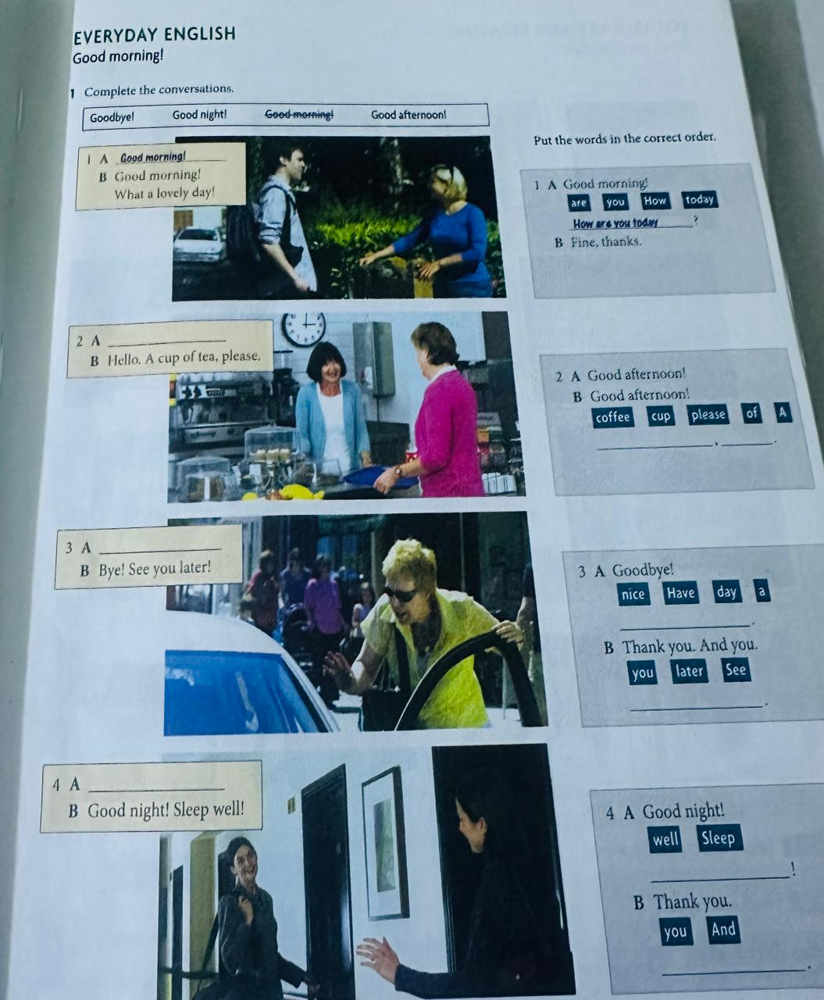 EVERYDAY ENGLISH
Good morning!
1 Complete the conversations.
Goodbye! Good night! Good morning! Good afternoon!
1 A Good morning!
B Good morning!
What a lovely day!
2 A
B Hello. A cup of tea, please.
3 A
B Bye! See you later!
4 A
B Good night! Sleep well!
Put the words in the correct order.
1 A Good morning!
are you How today
How are you today ?
B Fine, thanks.
2 A Good afternoon!
B Good afternoon!
coffee cup please of A
, .
3 A Goodbye!
nice Have day a
.
B Thank you. And you.
you later See
.
4 A Good night!
well Sleep
!
B Thank you.
you And
.